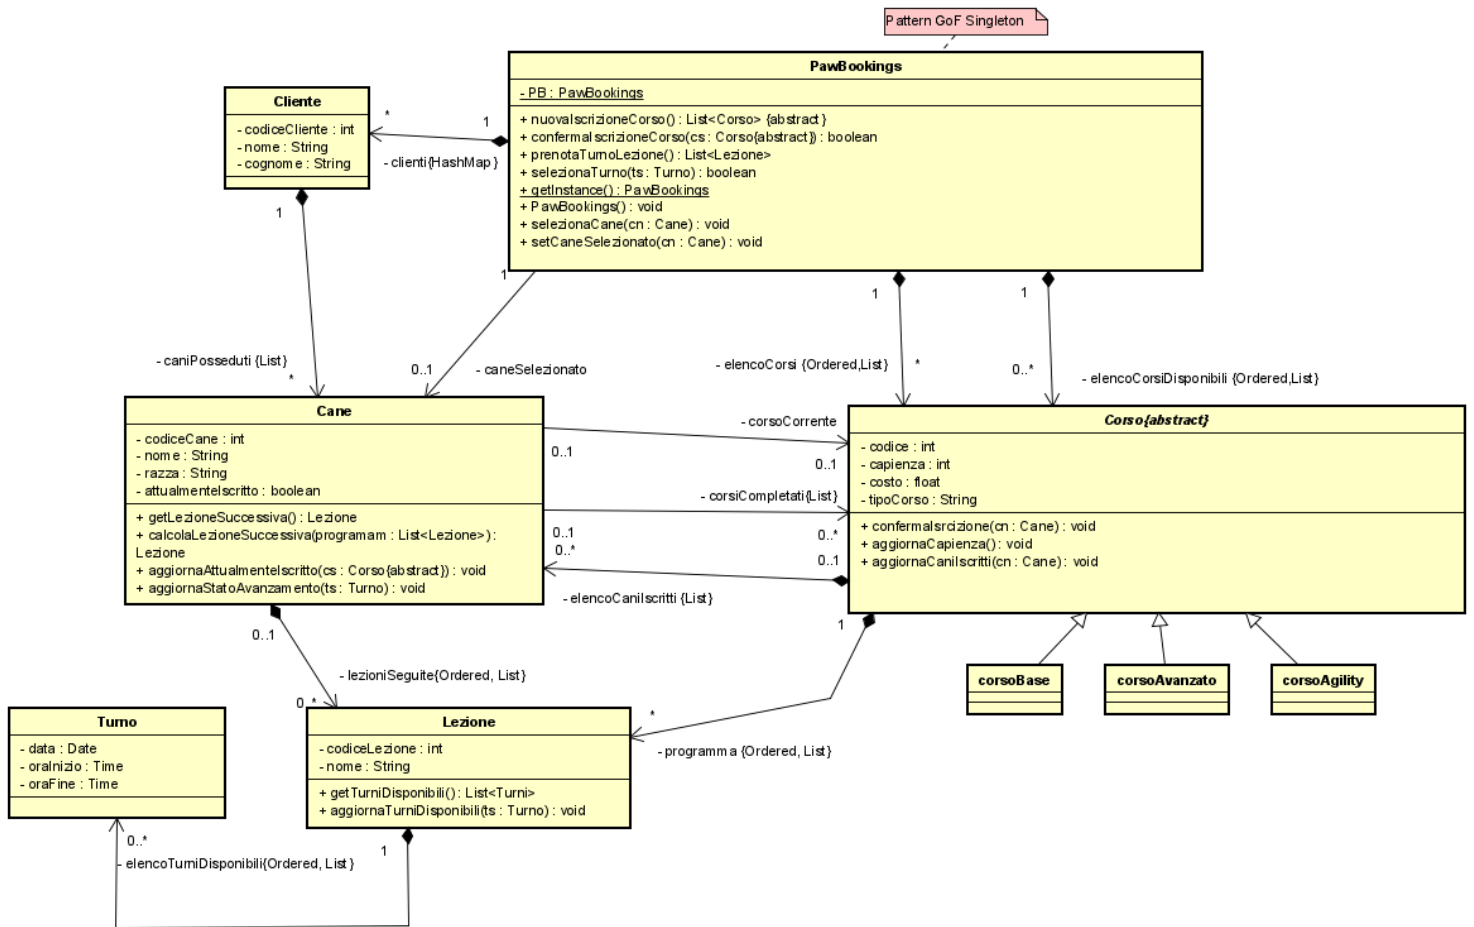 Pattern GoF Singleton
PawBookings
- PB : PawBookings
+ nuovaIscrizioneCorso() : List<Corso> {abstract}
+ confermaIscrizioneCorso(cs : Corso{abstract}) : boolean
+ prenotaTurnoLezione() : List<Lezione>
+ selezionaTurno(ts : Turno) : boolean
+ getInstance() : PawBookings
+ PawBookings() : void
+ selezionaCane(cn : Cane) : void
+ setCaneSelezionato(cn : Cane) : void
Cliente
- codiceCliente : int
- nome : String
- cognome : String
*
1
- clienti{HashMap}
1
- caniPosseduti {List}
*
1
0..1
- caneSelezionato
1
- elencoCorsi {Ordered,List}
*
1
0..*
- elencoCorsiDisponibili {Ordered,List}
Cane
- codiceCane : int
- nome : String
- razza : String
- attualmenteIscritto : boolean
+ getLezioneSuccessiva() : Lezione
+ calcolaLezioneSuccessiva(programam : List<Lezione>) :
Lezione
+ aggiornaAttualmenteIscritto(cs : Corso{abstract}) : void
+ aggiornaStatoAvanzamento(ts : Turno) : void
- corsoCorrente
0..1
0..1
- corsiCompletati{List}
0..1
0..*
0..*
0..1
- elencoCaniIscritti {List}
Corso{abstract}
- codice : int
- capienza : int
- costo : float
- tipoCorso : String
+ confermaIsrcizione(cn : Cane) : void
+ aggiornaCapienza() : void
+ aggiornaCaniIscritti(cn : Cane) : void
1
corsoBase
corsoAvanzato
corsoAgility
0..1
- lezioniSeguite{Ordered, List}
0..*
*
- programma {Ordered, List}
Turno
- data : Date
- oraInizio : Time
- oraFine : Time
Lezione
- codiceLezione : int
- nome : String
+ getTurniDisponibili() : List<Turni>
+ aggiornaTurniDisponibili(ts : Turno) : void
0..*
1
- elencoTurniDisponibili{Ordered, List}